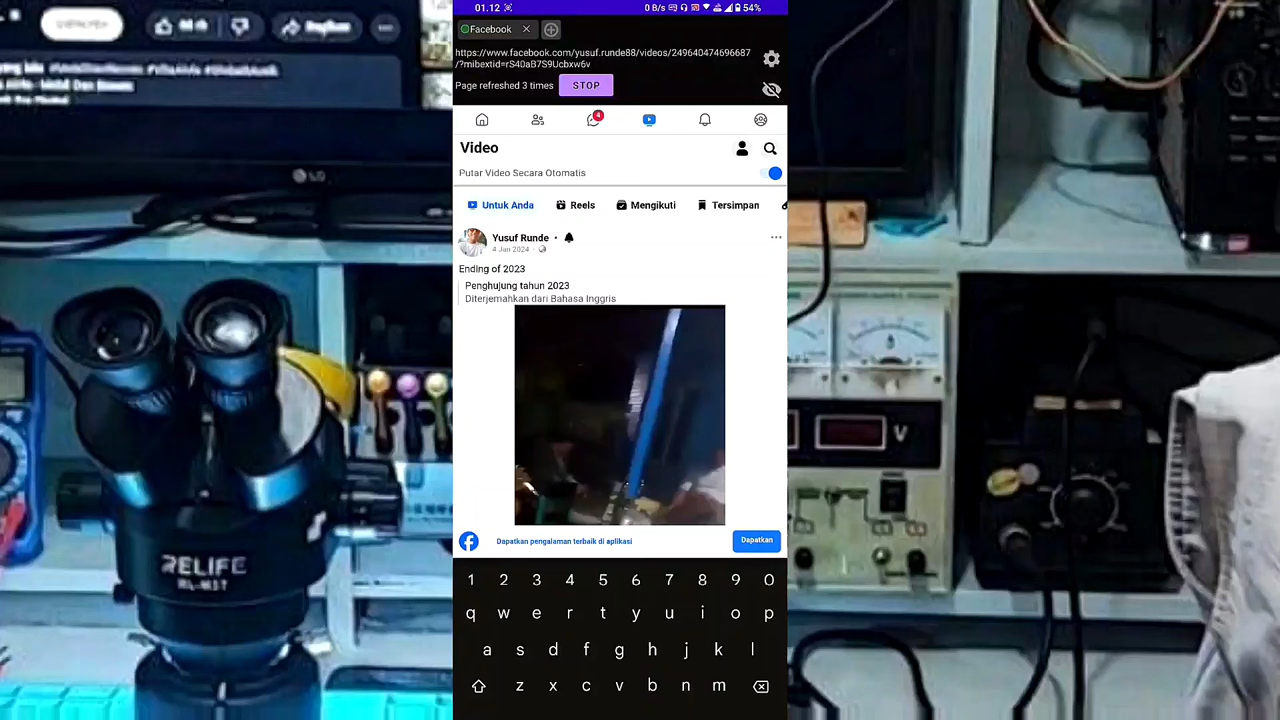 01.12
0 B/s
54%
Facebook
https://www.facebook.com/yusuf.runde88/videos/249640474696687
/?mibextid=rS40aB7S9Ucbxw6v
Page refreshed 3 times
STOP
4
Video
Putar Video Secara Otomatis
Untuk Anda
Reels
Mengikuti
Tersimpan
Yusuf Runde
4 Jan 2024
Ending of 2023
Penghujung tahun 2023
Diterjemahkan dari Bahasa Inggris
Dapatkan pengalaman terbaik di aplikasi
Dapatkan
1 2 3 4 5 6 7 8 9 0
q w e r t y u i o p
a s d f g h j k l
z x c v b n m
LG
RELIFE
V